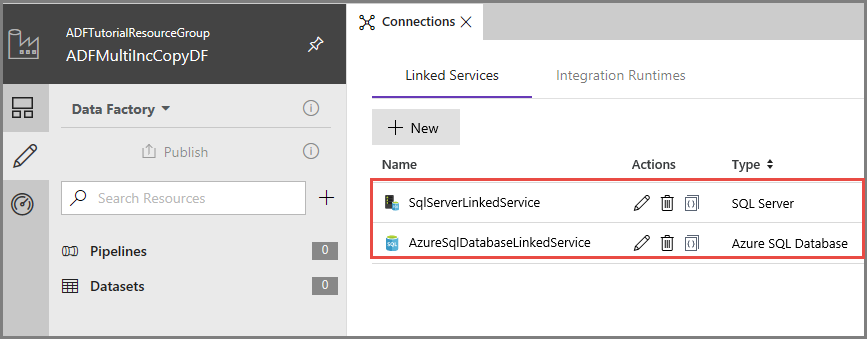 ADFTutorialResourceGroup
ADFMultiIncCopyDF
Data Factory
Publish
Search Resources
Pipelines 0
Datasets 0
Connections
Linked Services Integration Runtimes
New
Name Actions Type
SqlServerLinkedService SQL Server
AzureSqlDatabaseLinkedService Azure SQL Database